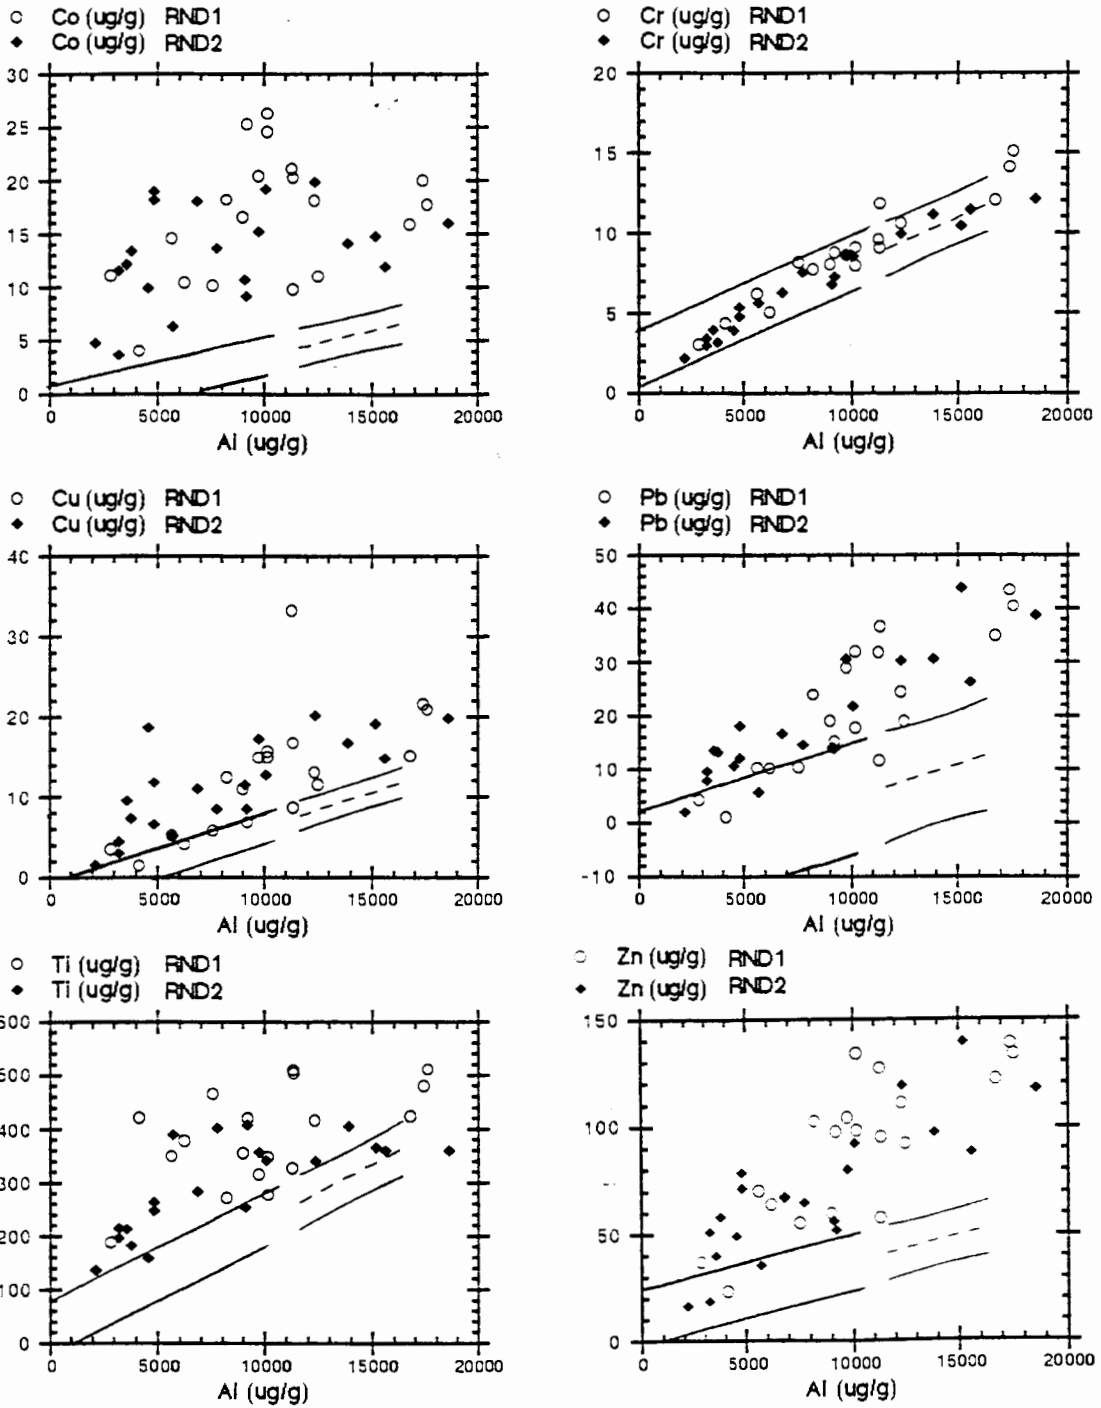 Co (ug/g) RND1
Co (ug/g) RND2
Cr (ug/g) RND1
Cr (ug/g) RND2
30
25
20
15
10
5
0
0 5000 10000 15000 20000
Al (ug/g)
20
15
10
5
0
0 5000 10000 15000 20000
Al (ug/g)
Cu (ug/g) RND1
Cu (ug/g) RND2
Pb (ug/g) RND1
Pb (ug/g) RND2
40
30
20
10
0
0 5000 10000 15000 20000
Al (ug/g)
50
40
30
20
10
0
-10
0 5000 10000 15000 20000
Al (ug/g)
Ti (ug/g) RND1
Ti (ug/g) RND2
Zn (ug/g) RND1
Zn (ug/g) RND2
600
500
400
300
200
100
0
0 5000 10000 15000 20000
Al (ug/g)
150
100
50
0
0 5000 10000 15000 20000
Al (ug/g)